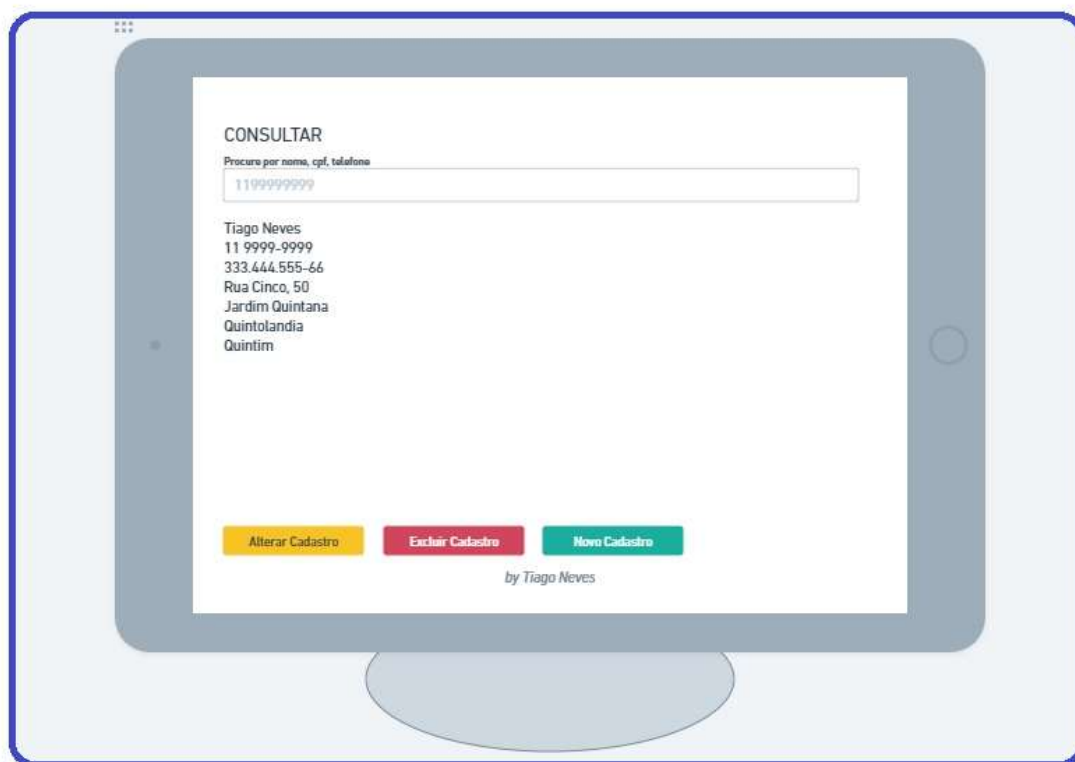 CONSULTAR
Procure por nome, cpf, telefone
1199999999
Tiago Neves
11 9999-9999
333.444.555-66
Rua Cinco, 50
Jardim Quintana
Quintolandia
Quintim
Alterar Cadastro
Excluir Cadastro
Novo Cadastro
by Tiago Neves